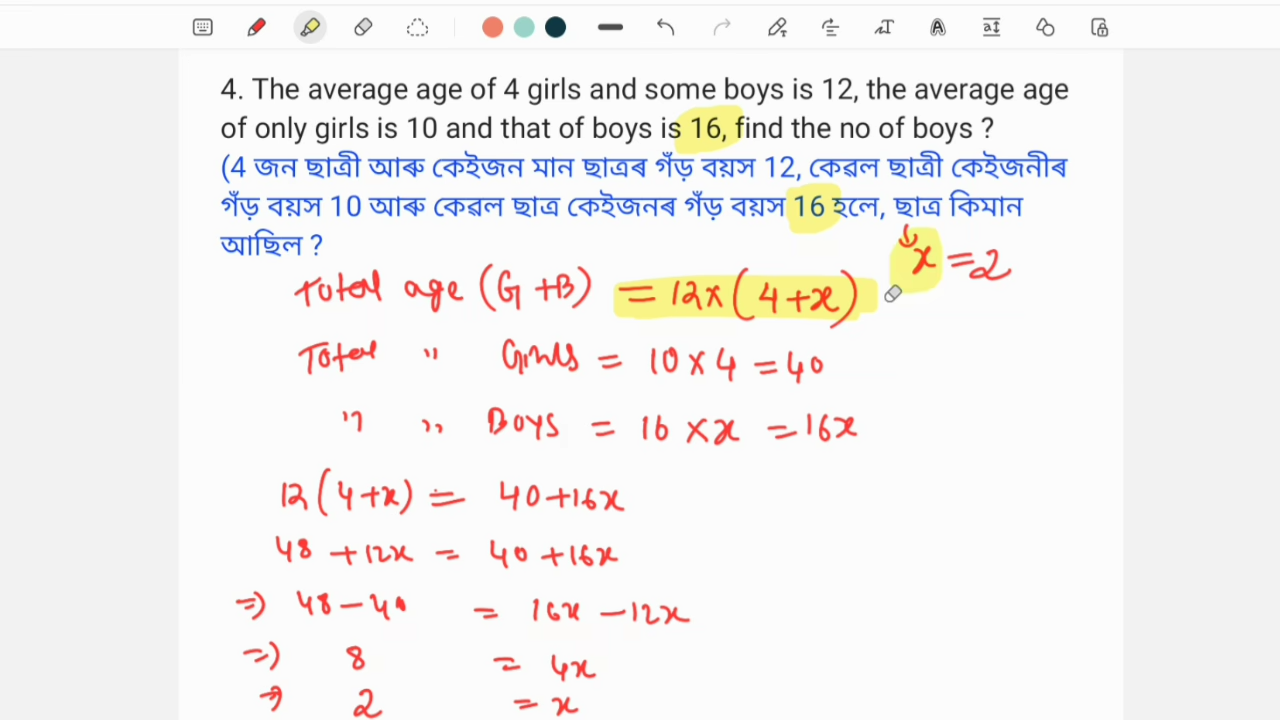 4. The average age of 4 girls and some boys is 12, the average age
of only girls is 10 and that of boys is 16, find the no of boys ?
(4 জন ছাত্ৰী আৰু কেইজন মান ছাত্ৰৰ গঁড় বয়স 12, কেৱল ছাত্ৰী কেইজনীৰ
গঁড় বয়স 10 আৰু কেৱল ছাত্ৰ কেইজনৰ গঁড় বয়স 16 হলে, ছাত্ৰ কিমান
আছিল ?
x = 2
Total age (G + B) = 12 x (4 + x)
Total " Girls = 10 x 4 = 40
" " Boys = 16 x x = 16x
12 (4 + x) = 40 + 16x
48 + 12x = 40 + 16x
=> 48 - 40 = 16x - 12x
=> 8 = 4x
=> 2 = x